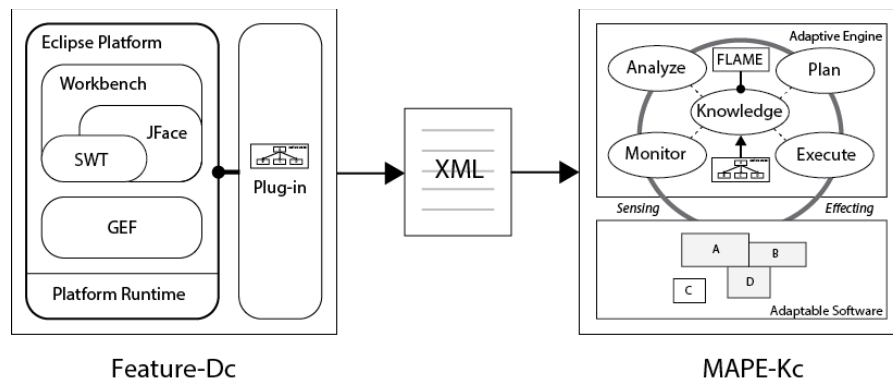 Eclipse Platform
Workbench
JFace
SWT
GEF
Platform Runtime
Plug-in
XML
Adaptive Engine
FLAME
Analyze
Plan
Knowledge
Monitor
Execute
Sensing
Effecting
A
B
D
C
Adaptable Software
Feature-Dc
MAPE-Kc